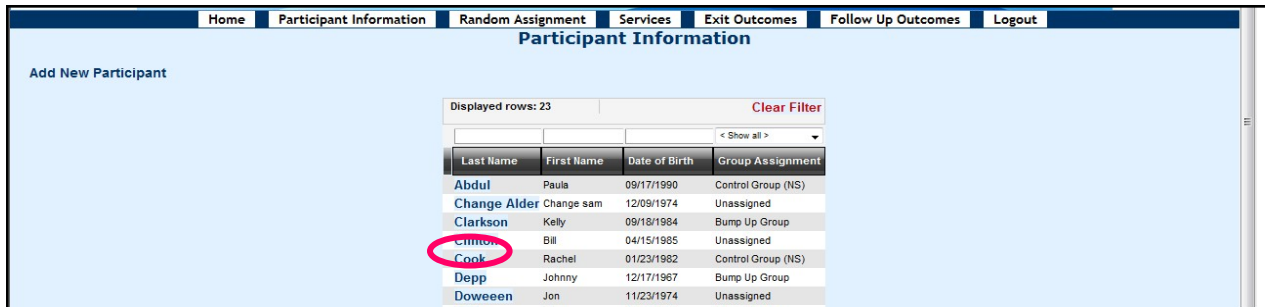 Home Participant Information Random Assignment Services Exit Outcomes Follow Up Outcomes Logout
Participant Information
Add New Participant
Displayed rows: 23 Clear Filter
< Show all >
Last Name First Name Date of Birth Group Assignment
Abdul Paula 09/17/1990 Control Group (NS)
Change Alder Change sam 12/09/1974 Unassigned
Clarkson Kelly 09/18/1984 Bump Up Group
Clinton Bill 04/15/1985 Unassigned
Cook Rachel 01/23/1982 Control Group (NS)
Depp Johnny 12/17/1967 Bump Up Group
Doweeen Jon 11/23/1974 Unassigned